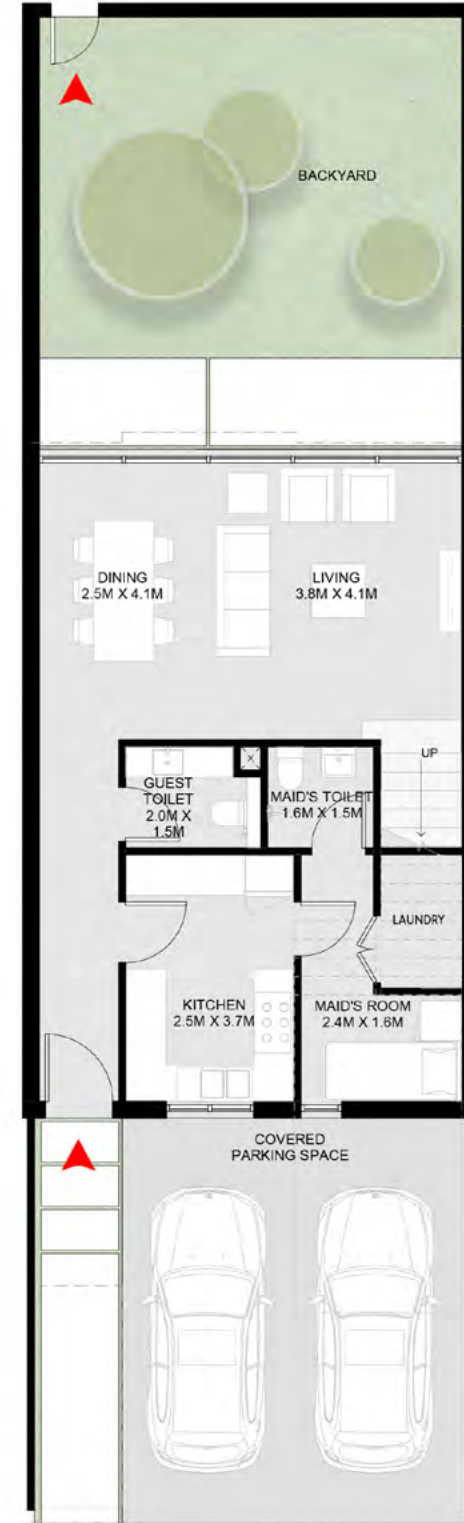 BACKYARD
DINING
2.5M X 4.1M
LIVING
3.8M X 4.1M
UP
GUEST
TOILET
2.0M X
1.5M
MAID'S TOILET
1.6M X 1.5M
LAUNDRY
KITCHEN
2.5M X 3.7M
MAID'S ROOM
2.4M X 1.6M
COVERED
PARKING SPACE